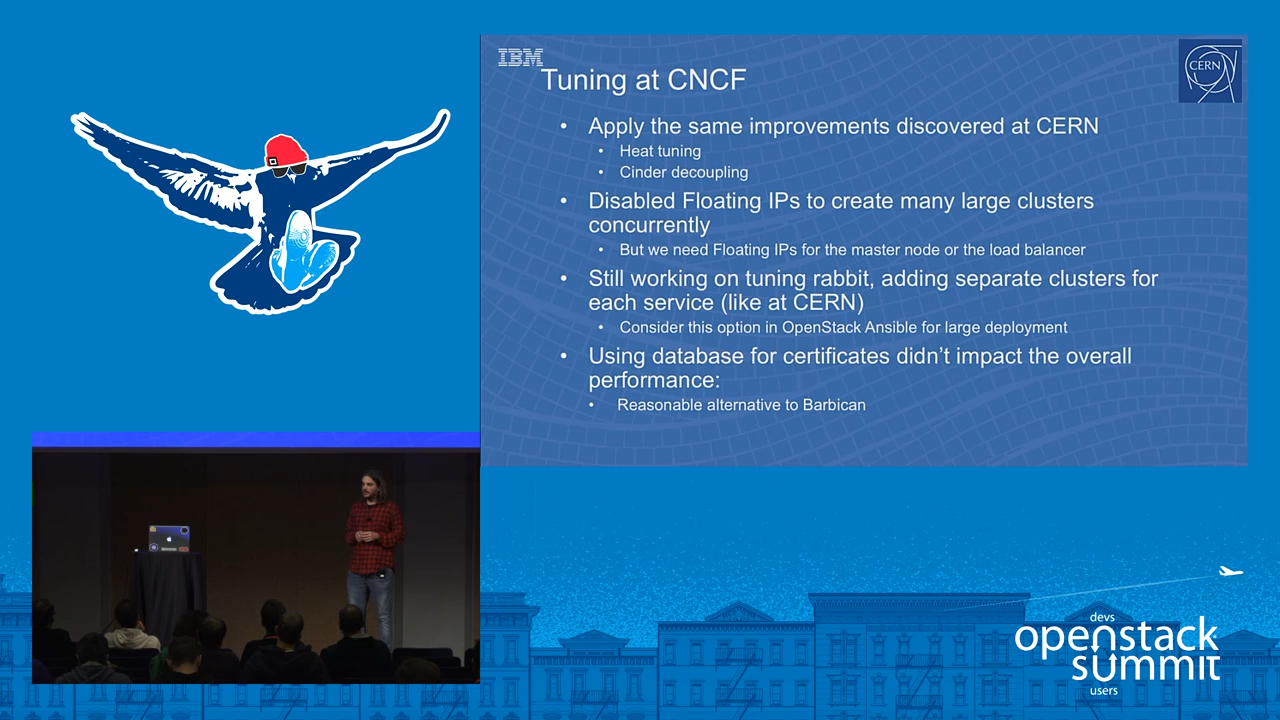 IBM
CERN
Tuning at CNCF
• Apply the same improvements discovered at CERN
• Heat tuning
• Cinder decoupling
• Disabled Floating IPs to create many large clusters
concurrently
• But we need Floating IPs for the master node or the load balancer
• Still working on tuning rabbit, adding separate clusters for
each service (like at CERN)
• Consider this option in OpenStack Ansible for large deployment
• Using database for certificates didn’t impact the overall
performance:
• Reasonable alternative to Barbican
devs
openstack
summit
users